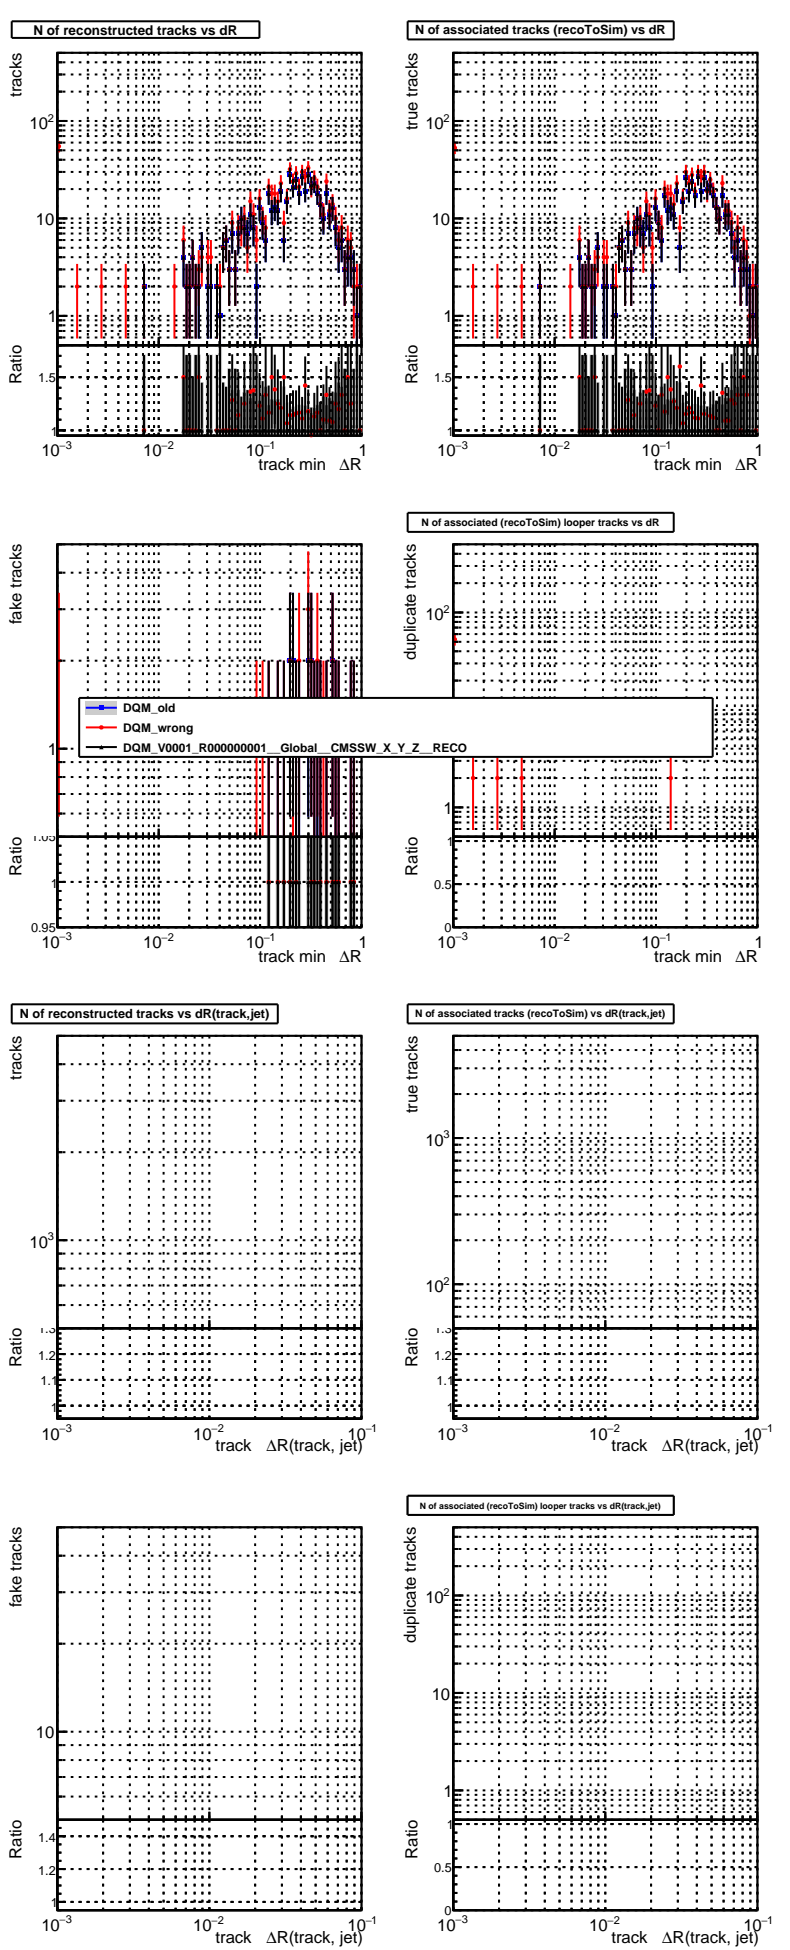 N of reconstructed tracks vs dR
N of associated tracks (recoToSim) vs dR
tracks
10²
10
1
Ratio
1.5
1
10⁻³
10⁻²
10⁻¹
1
track min ΔR
true tracks
10²
10
1
Ratio
1.5
1
10⁻³
10⁻²
10⁻¹
1
track min ΔR
N of associated (recoToSim) looper tracks vs dR
fake tracks
1
Ratio
1.05
1
0.95
10⁻³
10⁻²
10⁻¹
1
track min ΔR
duplicate tracks
10²
1
Ratio
1
0.5
0
10⁻³
10⁻²
10⁻¹
1
track min ΔR
DQM_old
DQM_wrong
DQM_V0001_R000000001__Global__CMSSW_X_Y_Z__RECO
N of reconstructed tracks vs dR(track,jet)
N of associated tracks (recoToSim) vs dR(track,jet)
tracks
10³
Ratio
1.3
1.2
1.1
1
10⁻³
10⁻²
10⁻¹
track ΔR(track, jet)
true tracks
10³
10²
Ratio
1.3
1.2
1.1
1
10⁻³
10⁻²
10⁻¹
track ΔR(track, jet)
N of associated (recoToSim) looper tracks vs dR(track,jet)
fake tracks
10
Ratio
1.4
1.2
1
10⁻³
10⁻²
10⁻¹
track ΔR(track, jet)
duplicate tracks
10²
10
1
Ratio
1
0.5
0
10⁻³
10⁻²
10⁻¹
track ΔR(track, jet)